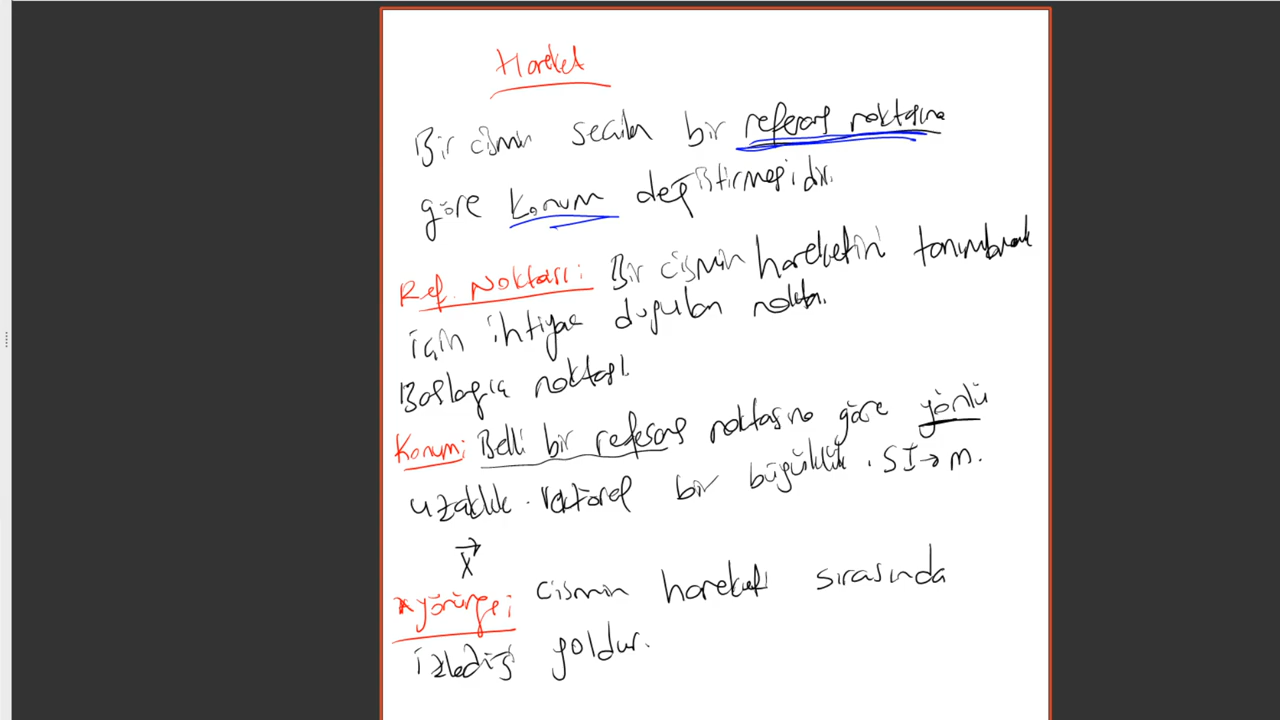 Hareket
Bir cismin seçilen bir referans noktasına
göre konum değiştirmesidir.
Ref. Noktası: Bir cismin hareketini tanımlamak
için ihtiyaç duyulan nokta.
Başlangıç noktası.
Konum: Belli bir referans noktasına göre yönlü
uzaklık. vektörel bir büyüklük. SI→m.
x⃗
*yörünge: cismin hareketi sırasında
izlediği yoldur.